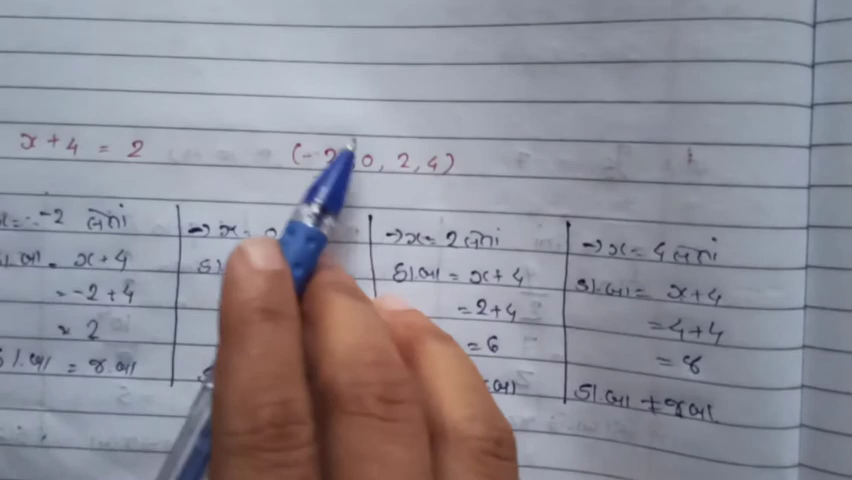 x + 4 = 2 (-2, 0, 2, 4)
x = -2 લેતાં
ડા.બા. = x+4
= -2+4
= 2
ડા.બા = જ.બા
→ x =
→ x = 2 લેતાં
ડા.બા = x+4
= 2+4
= 6
→ x = 4 લેતાં
ડા.બા = x+4
= 4+4
= 8
ડા.બા ≠ જ.બા